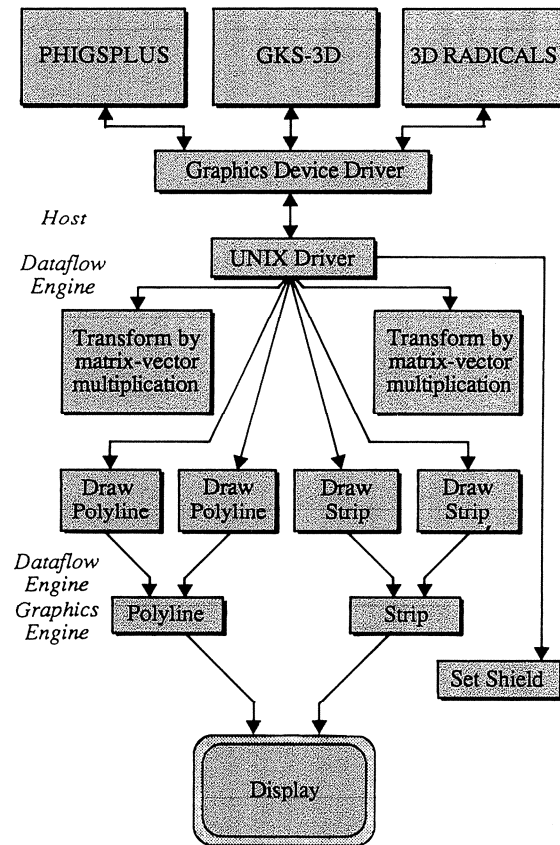 PHIGSPLUS
GKS-3D
3D RADICALS
Graphics Device Driver
Host
UNIX Driver
Dataflow
Engine
Transform by
matrix-vector
multiplication
Transform by
matrix-vector
multiplication
Draw
Polyline
Draw
Polyline
Draw
Strip
Draw
Strip
Dataflow
Engine
Graphics
Engine
Polyline
Strip
Set Shield
Display